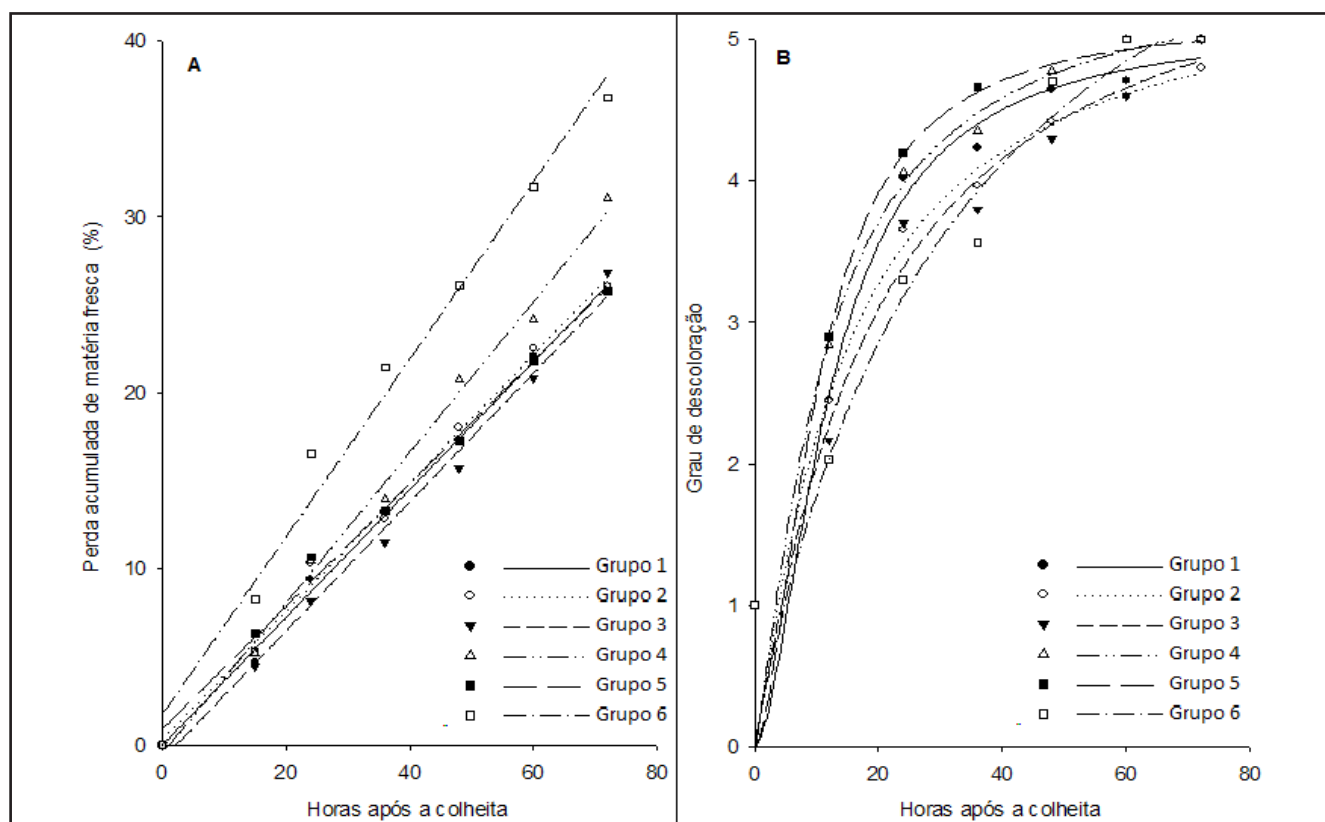 A
Perda acumulada de matéria fresca (%)
40
30
20
10
0
0 20 40 60 80
Horas após a colheita
Grupo 1
Grupo 2
Grupo 3
Grupo 4
Grupo 5
Grupo 6
B
Grau de descoloração
5
4
3
2
1
0
0 20 40 60 80
Horas após a colheita
Grupo 1
Grupo 2
Grupo 3
Grupo 4
Grupo 5
Grupo 6